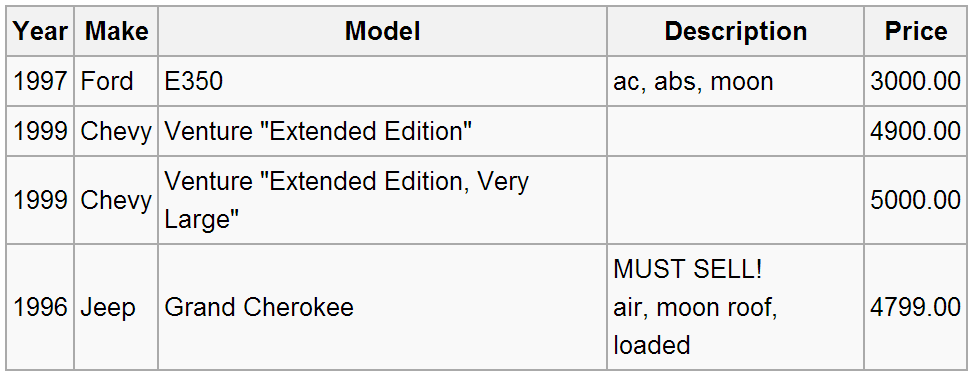 Year Make Model Description Price
1997 Ford E350 ac, abs, moon 3000.00
1999 Chevy Venture "Extended Edition" 4900.00
1999 Chevy Venture "Extended Edition, Very
Large" 5000.00
1996 Jeep Grand Cherokee MUST SELL!
air, moon roof,
loaded 4799.00